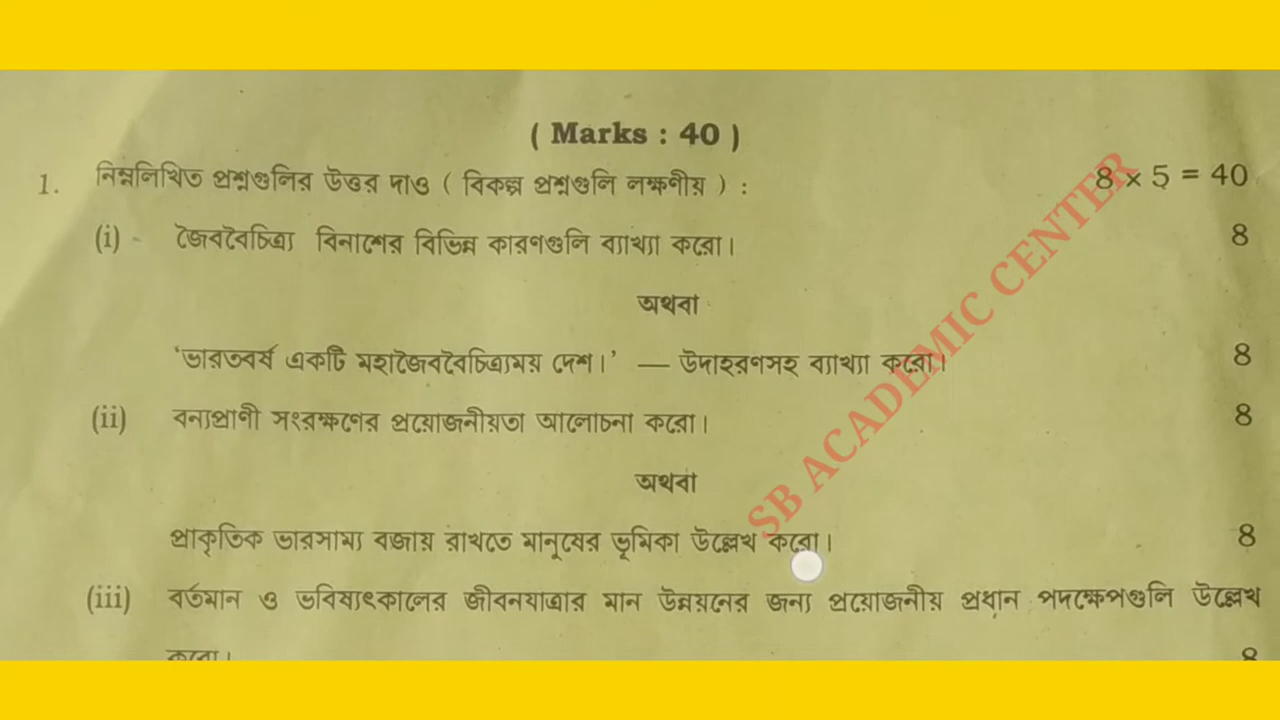 ( Marks : 40 )
1. নিম্নলিখিত প্রশ্নগুলির উত্তর দাও ( বিকল্প প্রশ্নগুলি লক্ষণীয় ) : 8 × 5 = 40
(i) জৈববৈচিত্র্য বিনাশের বিভিন্ন কারণগুলি ব্যাখ্যা করো। 8
অথবা
‘ভারতবর্ষ একটি মহাজৈববৈচিত্র্যময় দেশ।’ — উদাহরণসহ ব্যাখ্যা করো। 8
(ii) বন্যপ্রাণী সংরক্ষণের প্রয়োজনীয়তা আলোচনা করো। 8
অথবা
প্রাকৃতিক ভারসাম্য বজায় রাখতে মানুষের ভূমিকা উল্লেখ করো। 8
(iii) বর্তমান ও ভবিষ্যৎকালের জীবনযাত্রার মান উন্নয়নের জন্য প্রয়োজনীয় প্রধান পদক্ষেপগুলি উল্লেখ
করো। 8
SB ACADEMIC CENTER